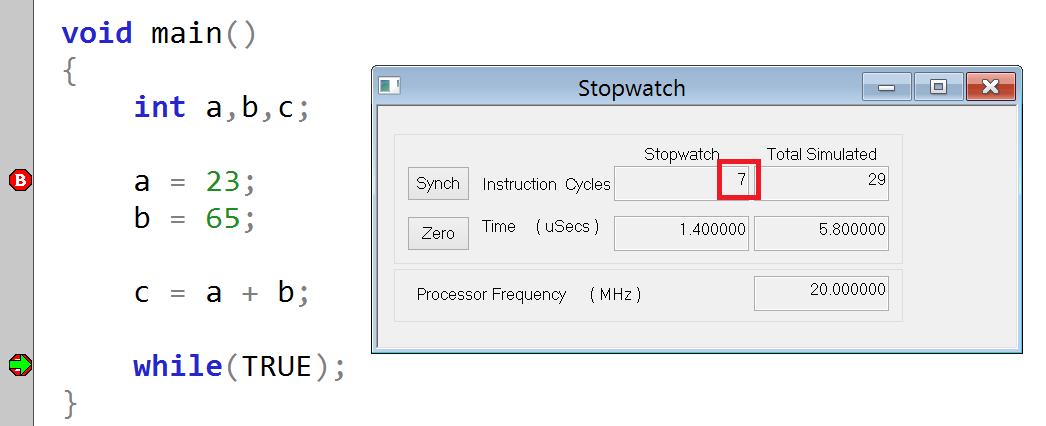 void main()
{
int a,b,c;
B
a = 23;
b = 65;
c = a + b;
while(TRUE);
}
Stopwatch
Stopwatch Total Simulated
Synch Instruction Cycles 7 29
Zero Time ( uSecs ) 1.400000 5.800000
Processor Frequency ( MHz ) 20.000000